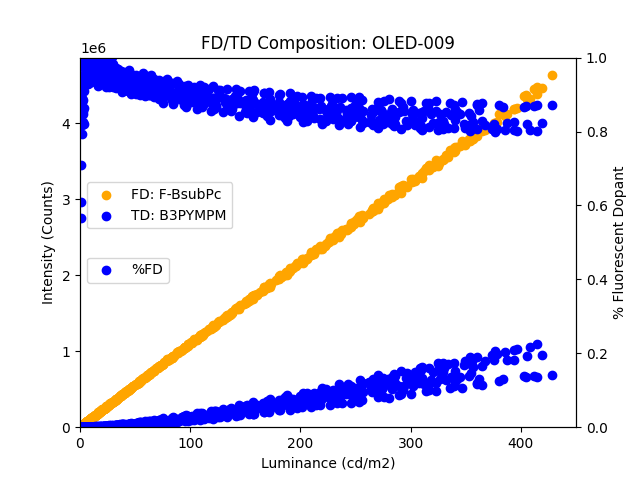 FD/TD Composition: OLED-009
1e6
Intensity (Counts)
4
3
2
1
0
FD: F-BsubPc
TD: B3PYMPM
%FD
1.0
0.8
0.6
0.4
0.2
0.0
% Fluorescent Dopant
0 100 200 300 400
Luminance (cd/m2)